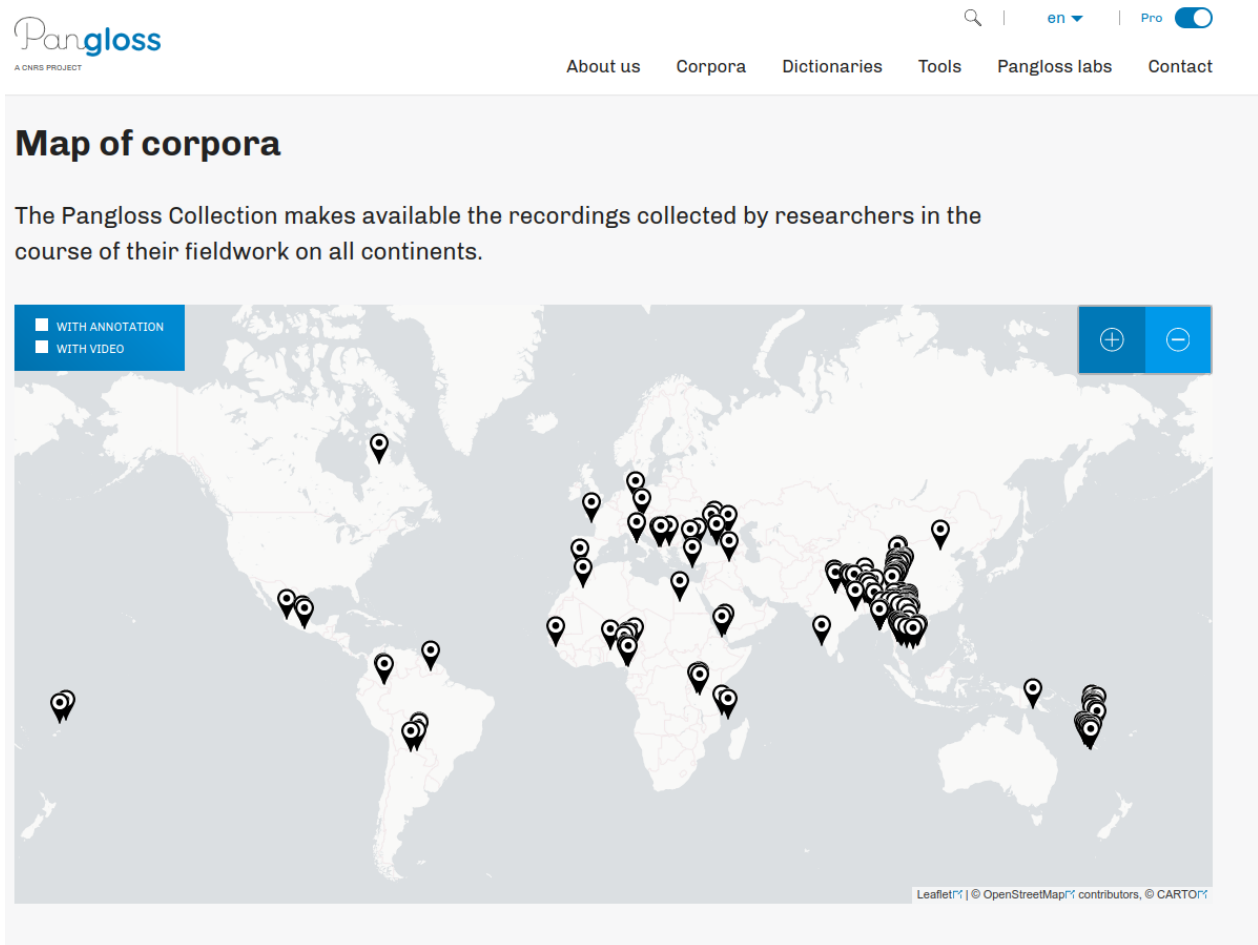 Pangloss
A CNRS PROJECT
en
Pro
About us Corpora Dictionaries Tools Pangloss labs Contact
Map of corpora
The Pangloss Collection makes available the recordings collected by researchers in the
course of their fieldwork on all continents.
WITH ANNOTATION
WITH VIDEO
Leaflet | © OpenStreetMap contributors, © CARTO